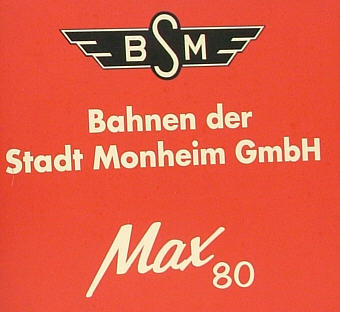 BSM
Bahnen der
Stadt Monheim GmbH
Max 80